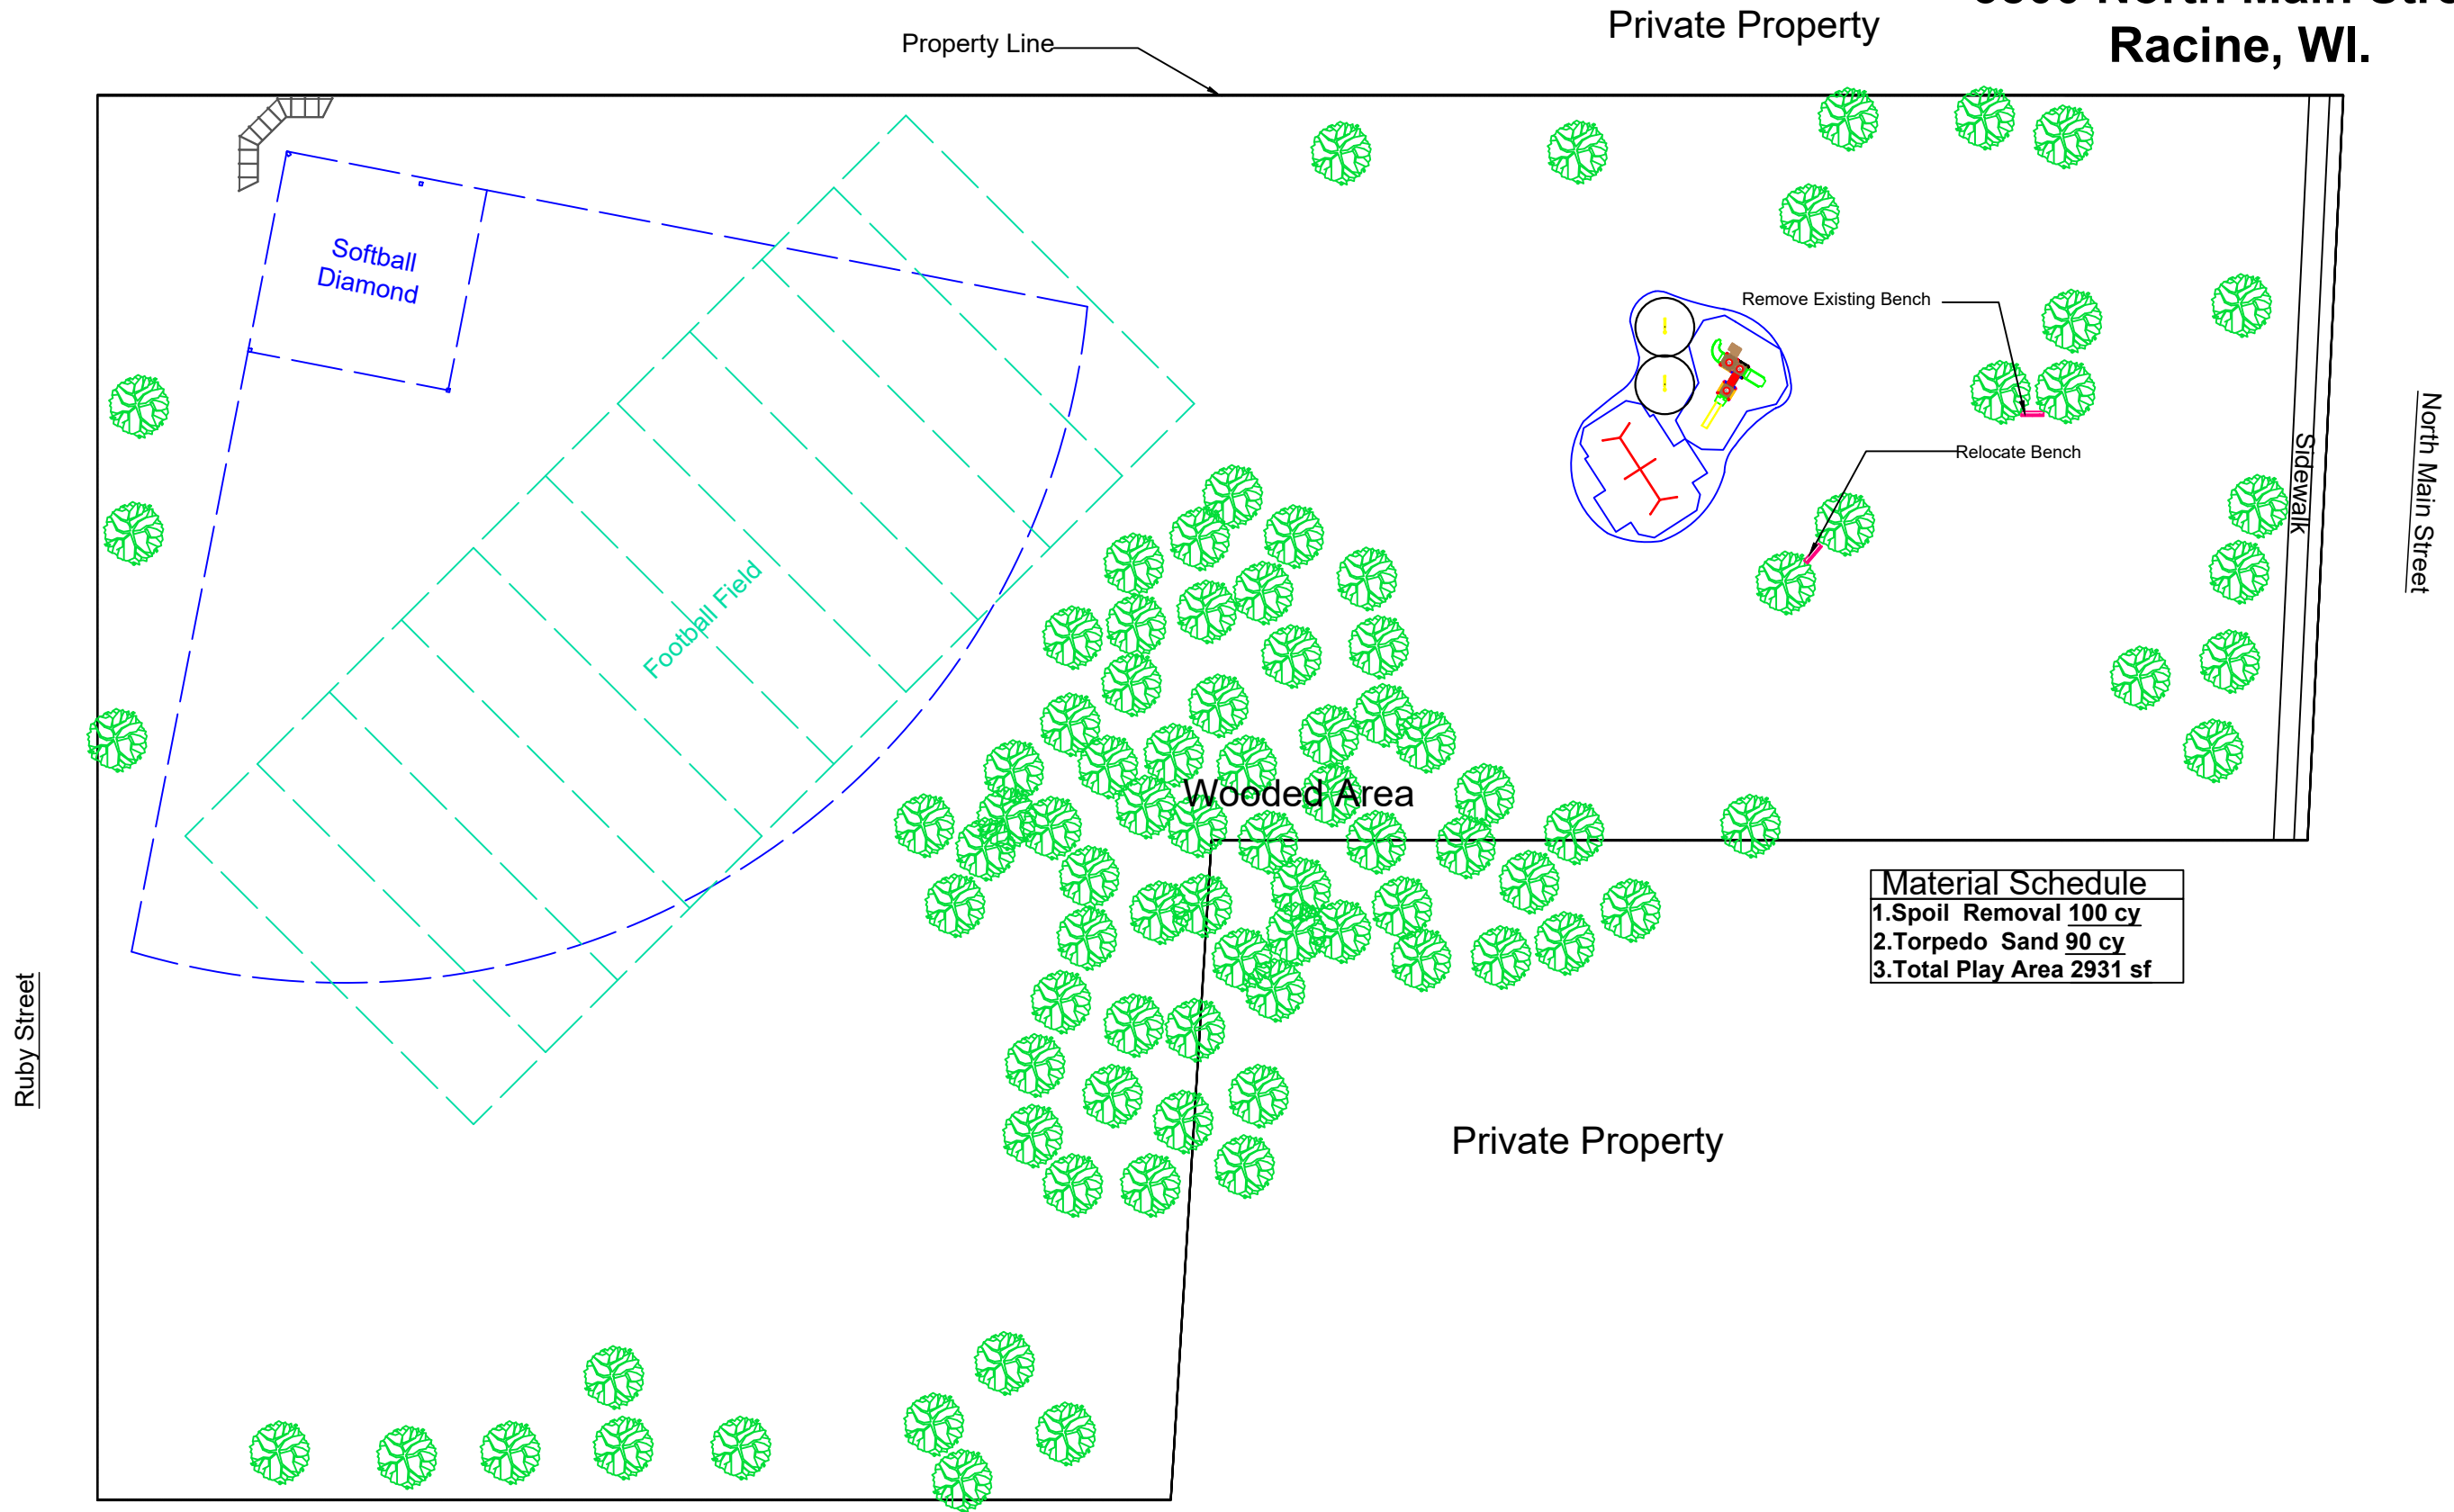 Private Property
North Main
Racine, WI.
Property Line
Softball
Diamond
Remove Existing Bench
Relocate Bench
Sidewalk
North Main Street
Football Field
Wooded Area
Material Schedule
1.Spoil Removal 100 cy
2.Torpedo Sand 90 cy
3.Total Play Area 2931 sf
Ruby Street
Private Property